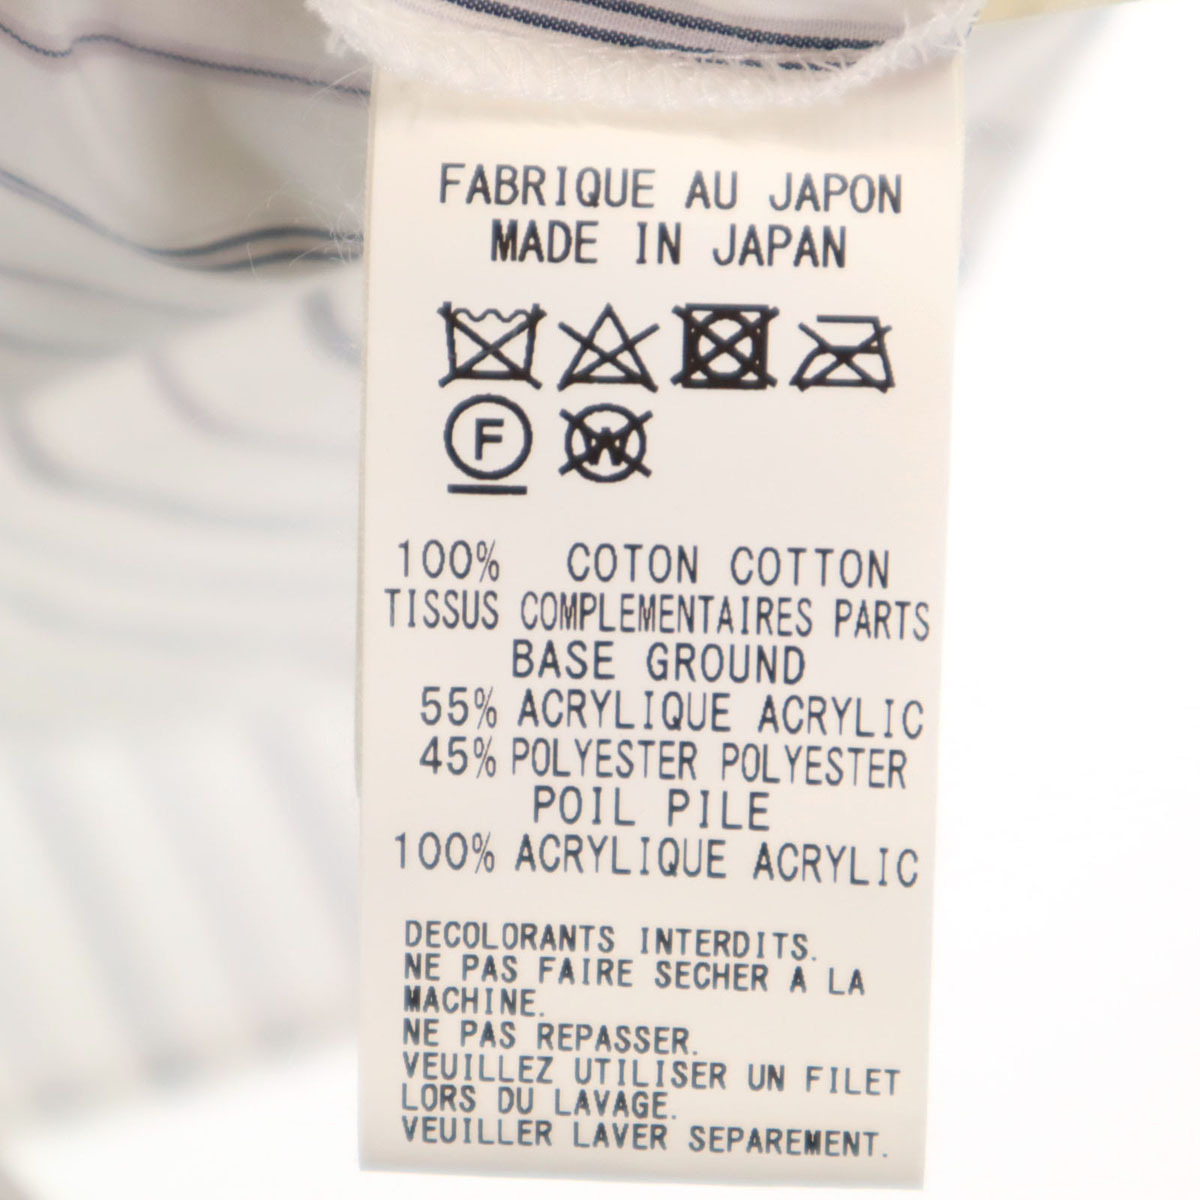 FABRIQUE AU JAPON
MADE IN JAPAN
F W
100% COTON COTTON
TISSUS COMPLEMENTAIRES PARTS
BASE GROUND
55% ACRYLIQUE ACRYLIC
45% POLYESTER POLYESTER
POIL PILE
100% ACRYLIQUE ACRYLIC
DECOLORANTS INTERDITS.
NE PAS FAIRE SECHER A LA
MACHINE.
NE PAS REPASSER.
VEUILLEZ UTILISER UN FILET
LORS DU LAVAGE.
VEUILLER LAVER SEPAREMENT.